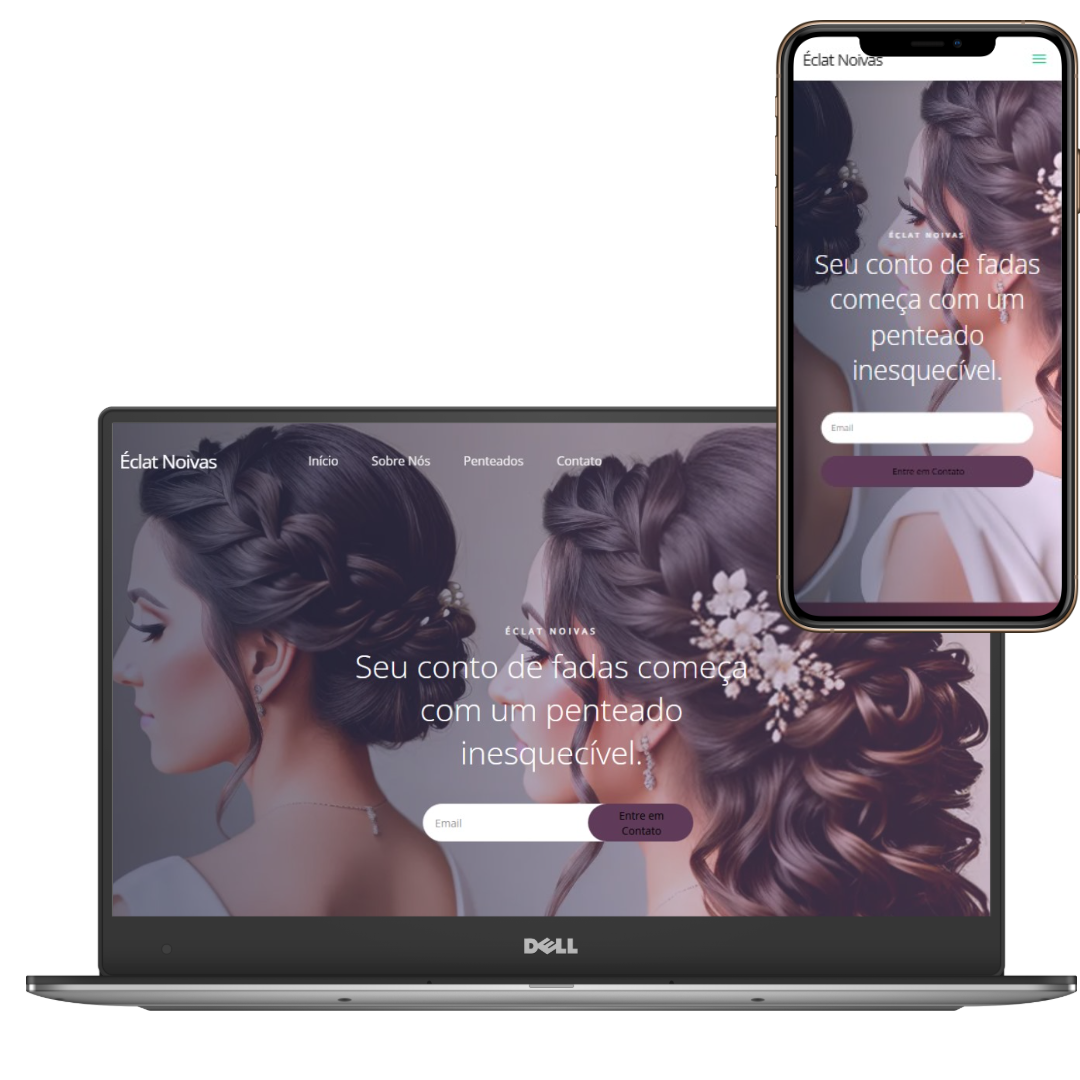 Éclat Noivas
ÉCLAT NOIVAS
Seu conto de fadas
começa com um
penteado
inesquecível.
Email
Entre em Contato
Éclat Noivas
Início
Sobre Nós
Penteados
Contato
ÉCLAT NOIVAS
Seu conto de fadas começa
com um penteado
inesquecível.
Email
Entre em
Contato
DELL